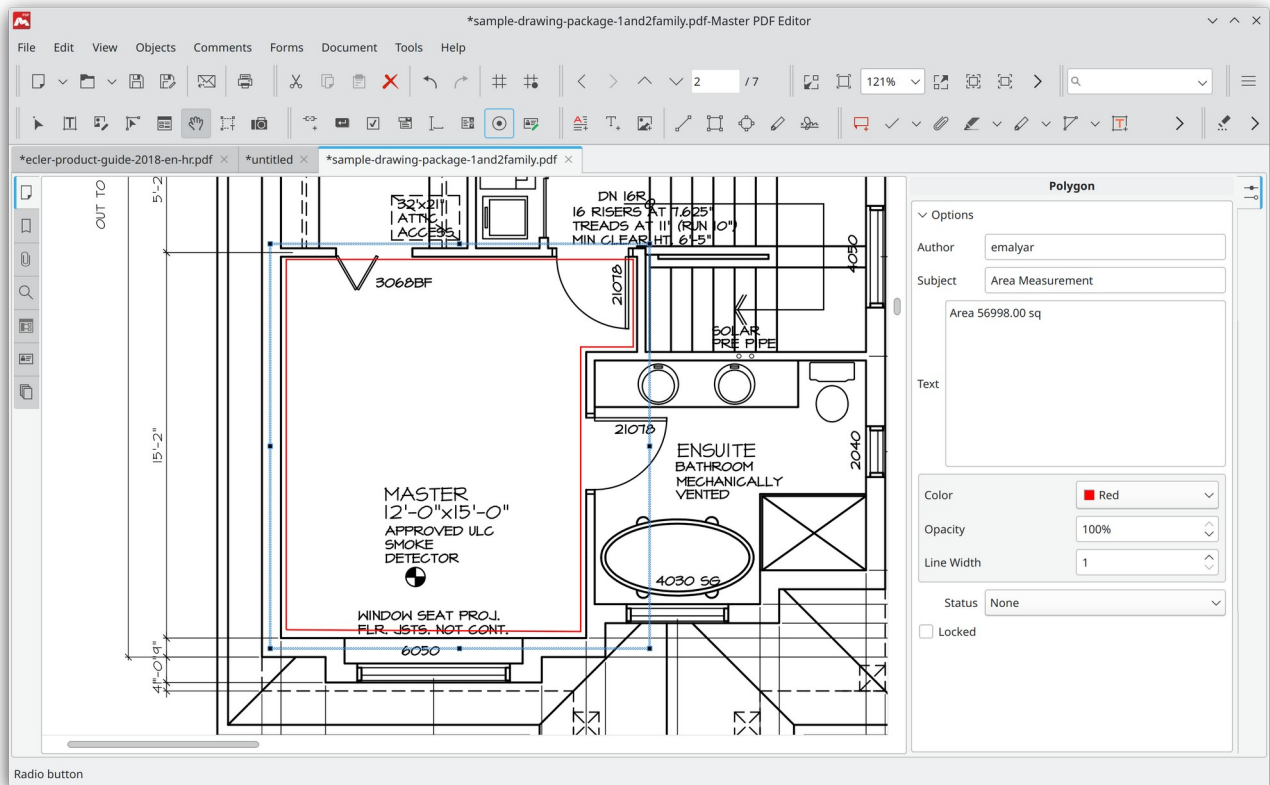 *sample-drawing-package-1and2family.pdf-Master PDF Editor
File Edit View Objects Comments Forms Document Tools Help
2 / 7
121%
*ecler-product-guide-2018-en-hr.pdf
*untitled
*sample-drawing-package-1and2family.pdf
OUT TO
5'-2
32"x21"
ATTIC
ACCESS
DN 16R
16 RISERS AT 7.625"
TREADS AT 11" (RUN 10")
MIN CLEAR HT. 6'-5"
4050
3068BF
21078
SOLAR
PRE PIPE
21078
ENSUITE
BATHROOM
MECHANICALLY
VENTED
2040
15'-2"
MASTER
12'-0"x15'-0"
APPROVED ULC
SMOKE
DETECTOR
4030 SG
WINDOW SEAT PROJ.
FLR. JSTS. NOT CONT.
6050
Polygon
Options
Author emalyar
Subject Area Measurement
Text Area 56998.00 sq
Color Red
Opacity 100%
Line Width 1
Status None
Locked
Radio button